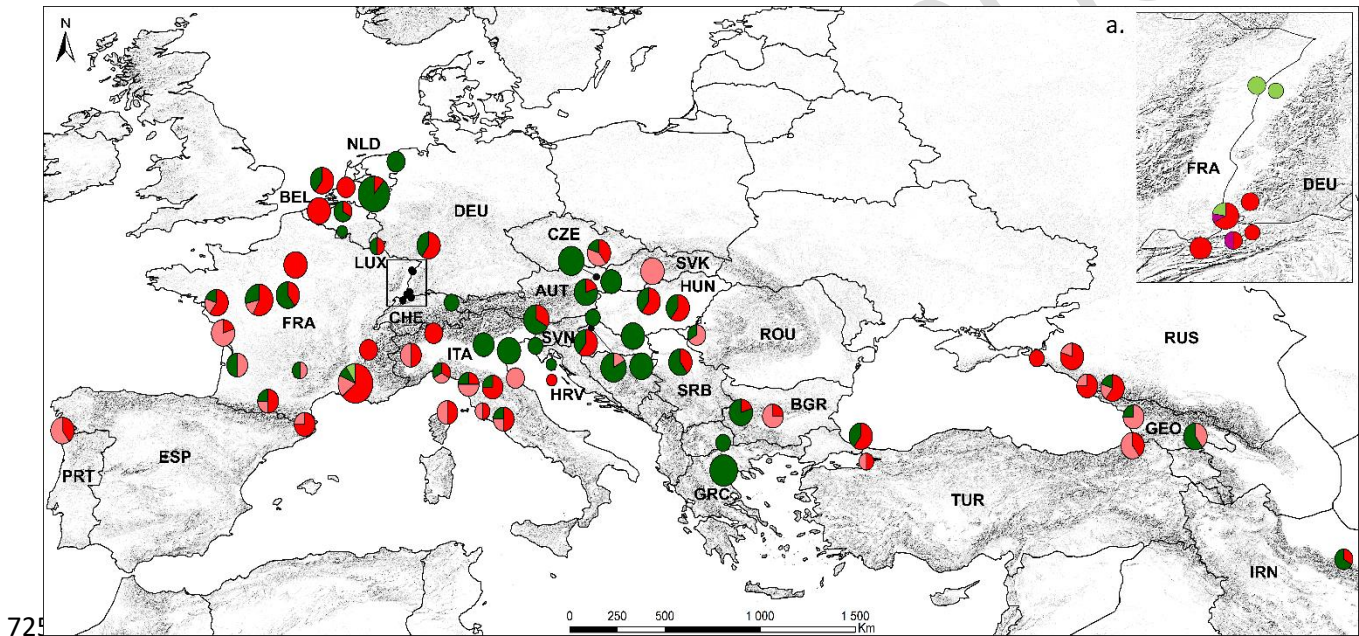 N
a.
NLD
FRA
DEU
BEL
DEU
CZE
LUX
SVK
HUN
AUT
FRA
CHE
SVN
ROU
RUS
ITA
SRB
HRV
BGR
GEO
ESP
PRT
GRC
TUR
IRN
0 250 500 1 000 1 500
Km
725